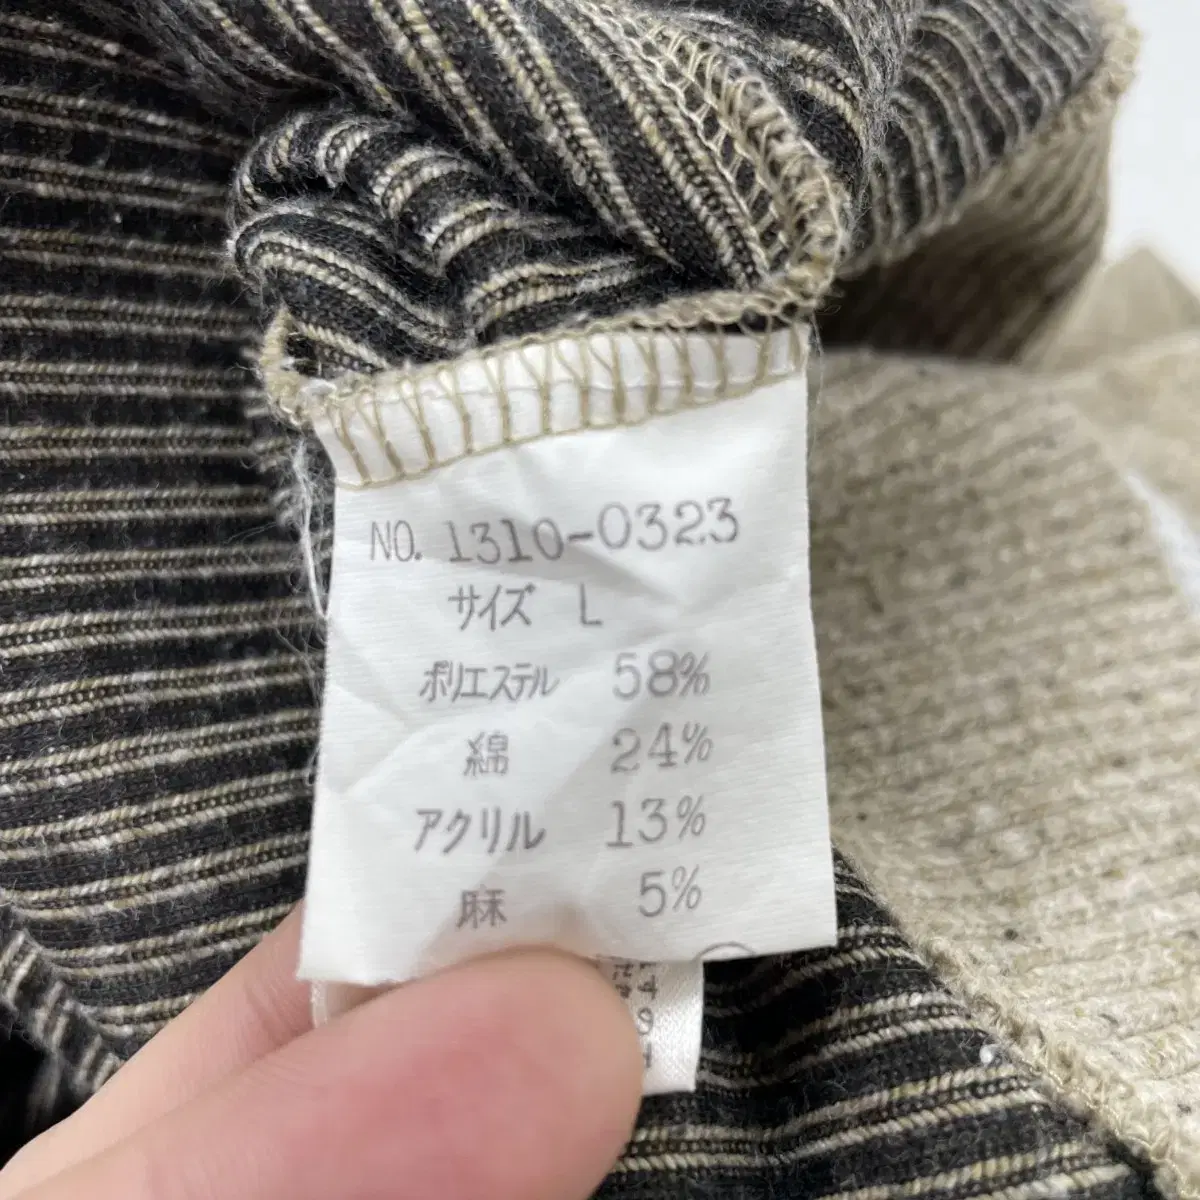 NO. 1310-0323
サイズ L
ポリエステル 58%
綿 24%
アクリル 13%
麻 5%